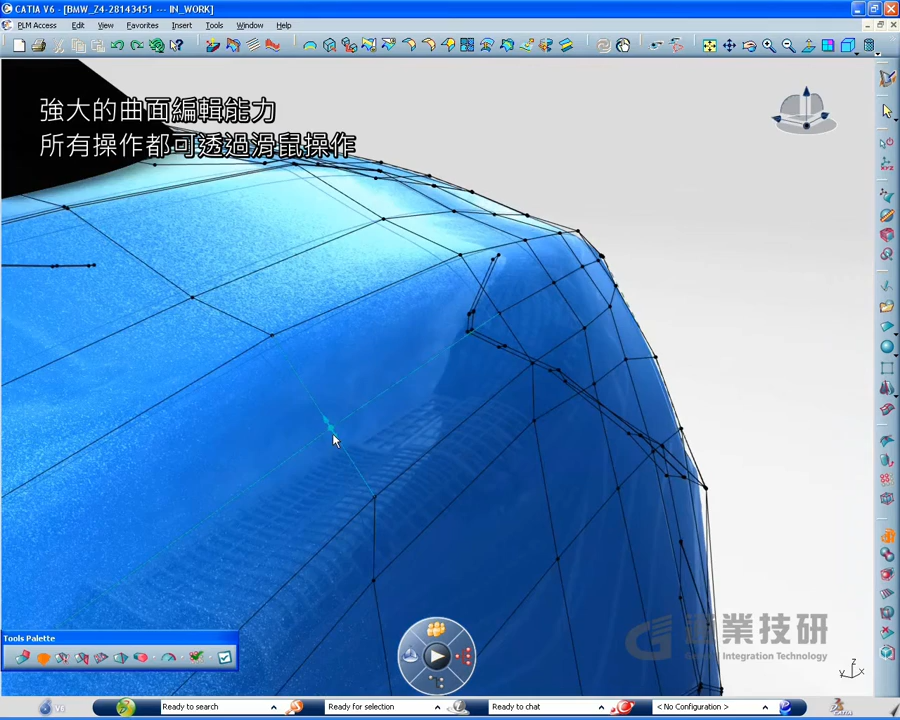 CATIA V6 - [BMW_Z4-28143451 --- IN_WORK]
PLM Access Edit View Favorites Insert Tools Window Help
強大的曲面編輯能力
所有操作都可透過滑鼠操作
Tools Palette
業技研
Integration Technology
z
y x
V6
Ready to search
Ready for selection
Ready to chat
< No Configuration >
CATIA